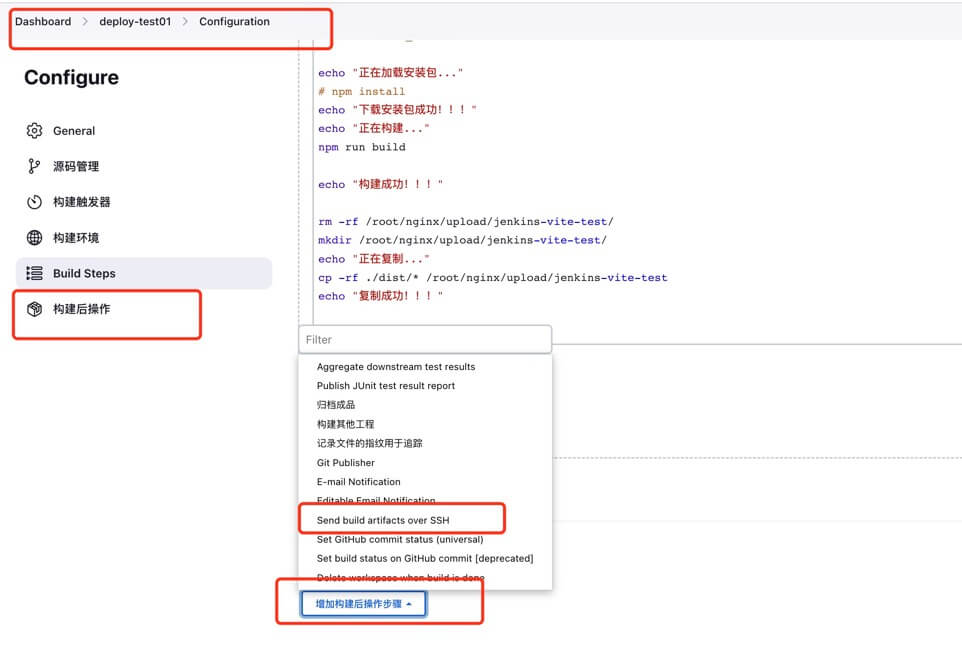 Dashboard > deploy-test01 > Configuration
Configure
General
源码管理
构建触发器
构建环境
Build Steps
构建后操作
echo "正在加载安装包..."
# npm install
echo "下载安装包成功！！！"
echo "正在构建..."
npm run build
echo "构建成功！！！"
rm -rf /root/nginx/upload/jenkins-vite-test/
mkdir /root/nginx/upload/jenkins-vite-test/
echo "正在复制..."
cp -rf ./dist/* /root/nginx/upload/jenkins-vite-test
echo "复制成功！！！"
Filter
Aggregate downstream test results
Publish JUnit test result report
归档成品
构建其他工程
记录文件的指纹用于追踪
Git Publisher
E-mail Notification
Editable Email Notification
Send build artifacts over SSH
Set GitHub commit status (universal)
Set build status on GitHub commit [deprecated]
Delete workspace when build is done
增加构建后操作步骤